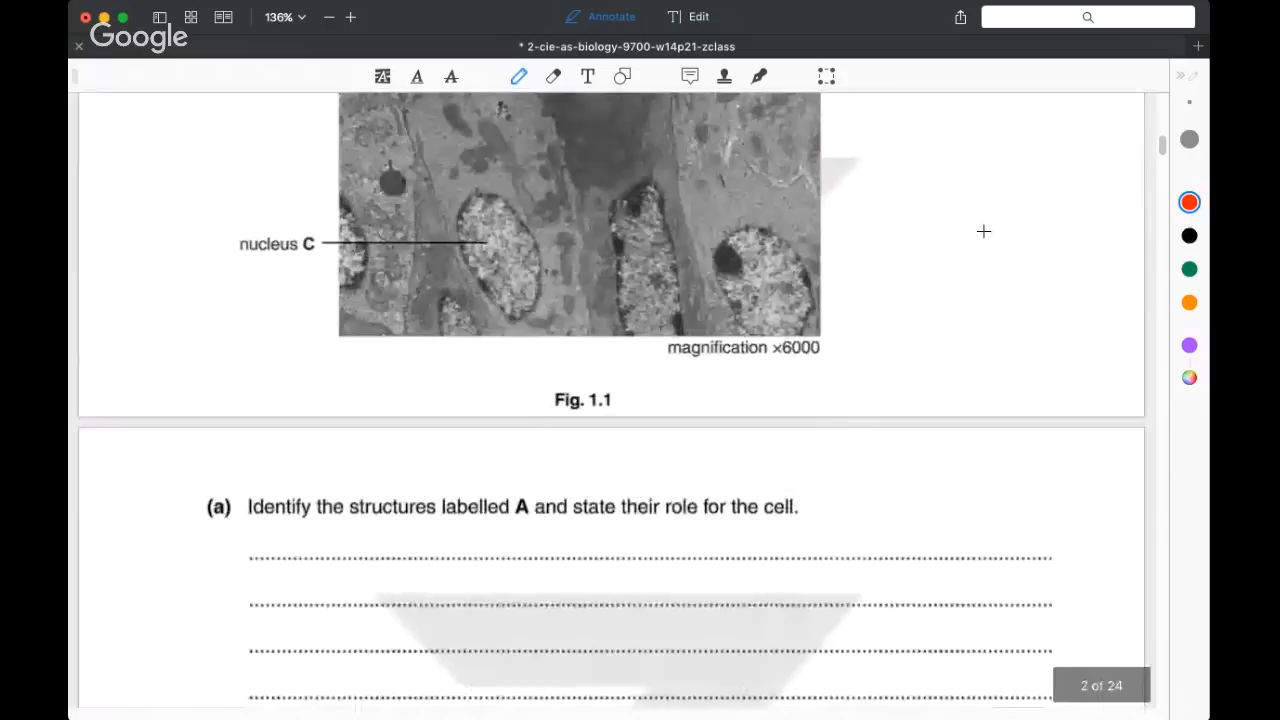 136%
Annotate
Edit
Google
* 2-cie-as-biology-9700-w14p21-zclass
nucleus C
magnification ×6000
Fig. 1.1
(a) Identify the structures labelled A and state their role for the cell.
2 of 24